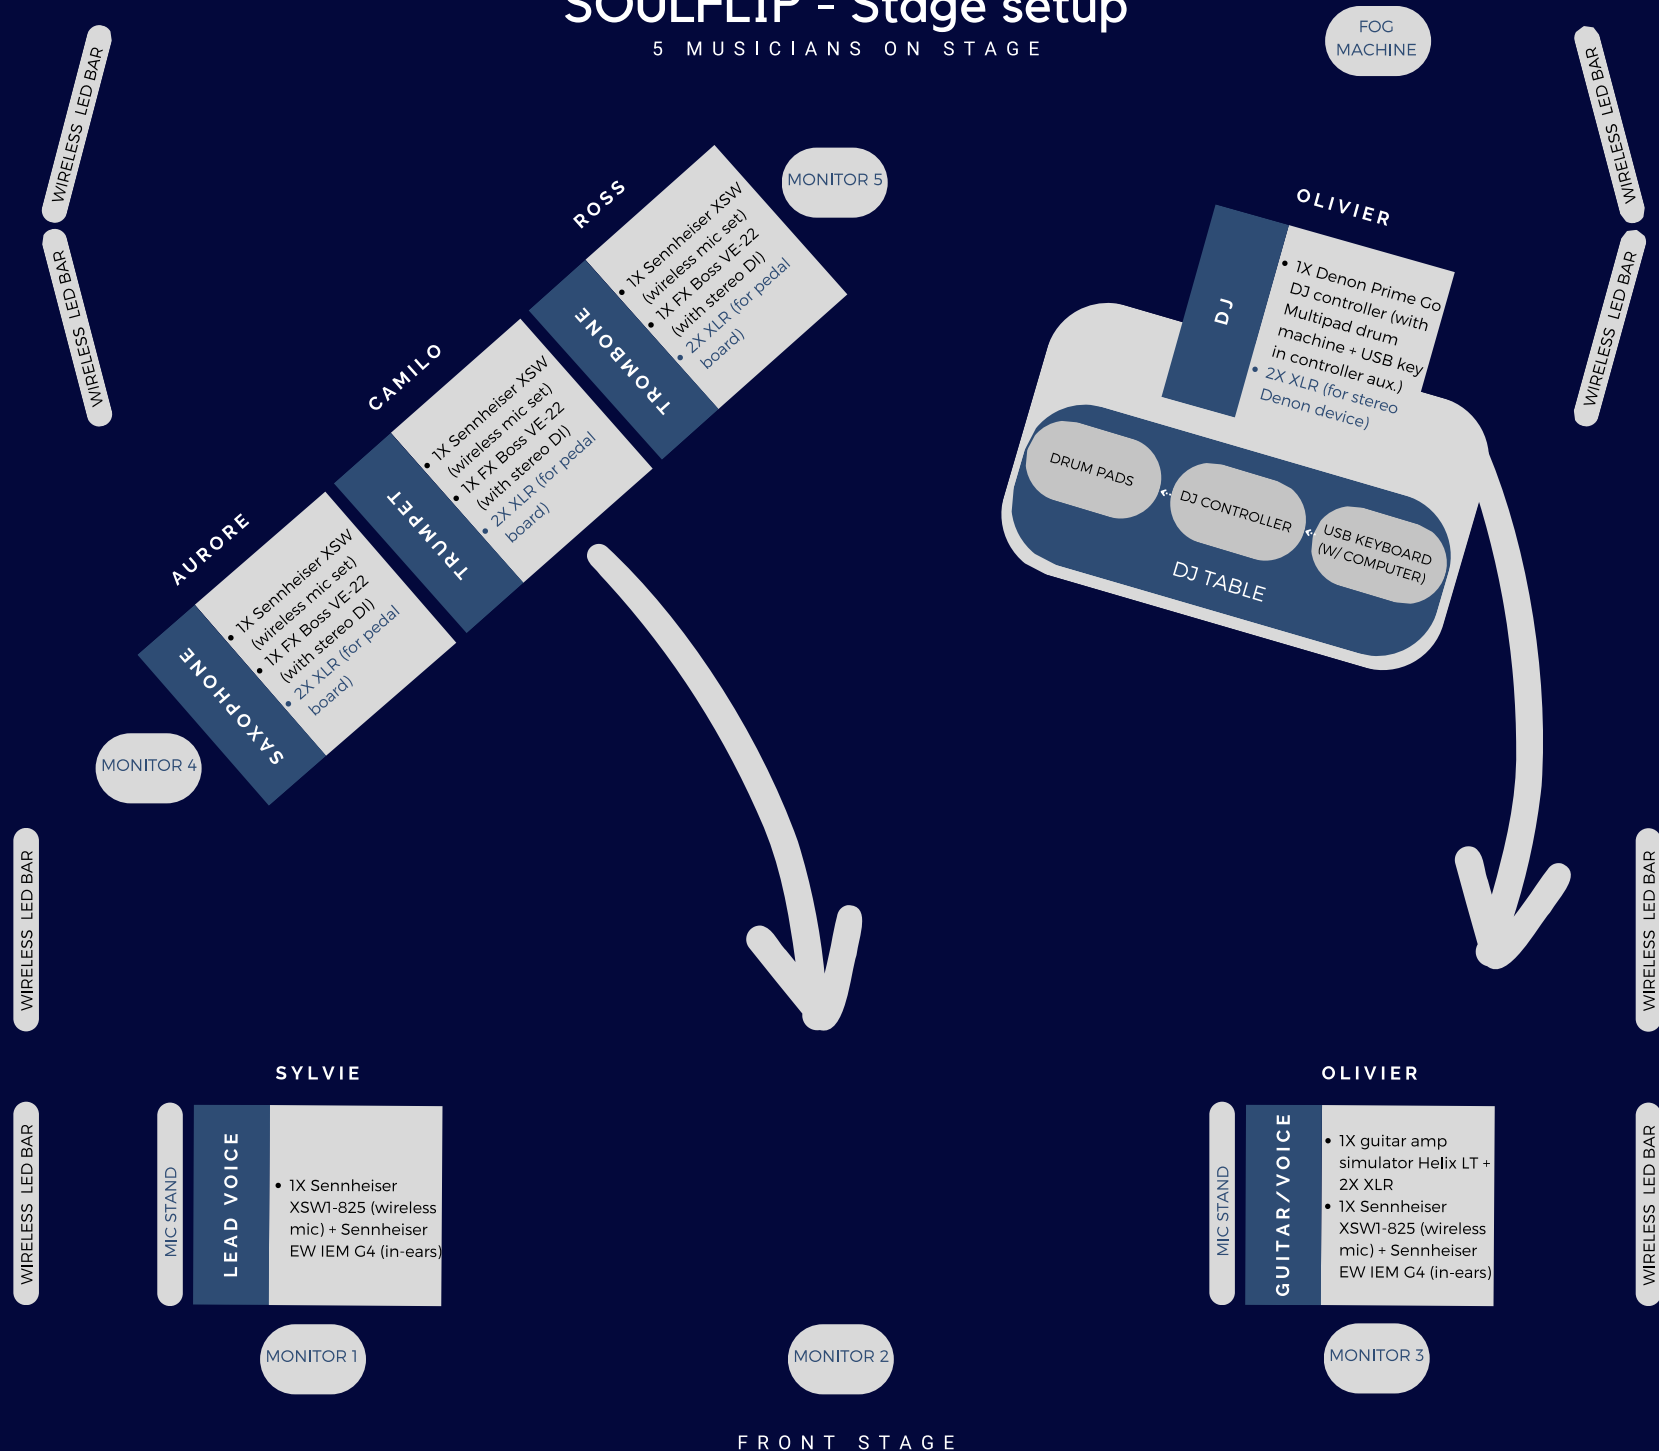 SOULFLIP - Stage setup
5 MUSICIANS ON STAGE
FOG
MACHINE
WIRELESS LED BAR
WIRELESS LED BAR
WIRELESS LED BAR
WIRELESS LED BAR
MONITOR 5
ROSS
TROMBONE
• 1X Sennheiser XSW
(wireless mic set)
• 1X FX Boss VE-22
(with stereo DI)
• 2X XLR (for pedal
board)
CAMILO
TRUMPET
• 1X Sennheiser XSW
(wireless mic set)
• 1X FX Boss VE-22
(with stereo DI)
• 2X XLR (for pedal
board)
AURORE
SAXOPHONE
• 1X Sennheiser XSW
(wireless mic set)
• 1X FX Boss VE-22
(with stereo DI)
• 2X XLR (for pedal
board)
MONITOR 4
OLIVIER
DJ
• 1X Denon Prime Go
DJ controller (with
Multipad drum
machine + USB key
in controller aux.)
• 2X XLR (for stereo
Denon device)
DRUM PADS
DJ CONTROLLER
USB KEYBOARD
(W/ COMPUTER)
DJ TABLE
WIRELESS LED BAR
WIRELESS LED BAR
SYLVIE
WIRELESS LED BAR
MIC STAND
LEAD VOICE
• 1X Sennheiser
XSW1-825 (wireless
mic) + Sennheiser
EW IEM G4 (in-ears)
OLIVIER
MIC STAND
GUITAR/VOICE
• 1X guitar amp
simulator Helix LT +
2X XLR
• 1X Sennheiser
XSW1-825 (wireless
mic) + Sennheiser
EW IEM G4 (in-ears)
WIRELESS LED BAR
MONITOR 1
MONITOR 2
MONITOR 3
FRONT STAGE